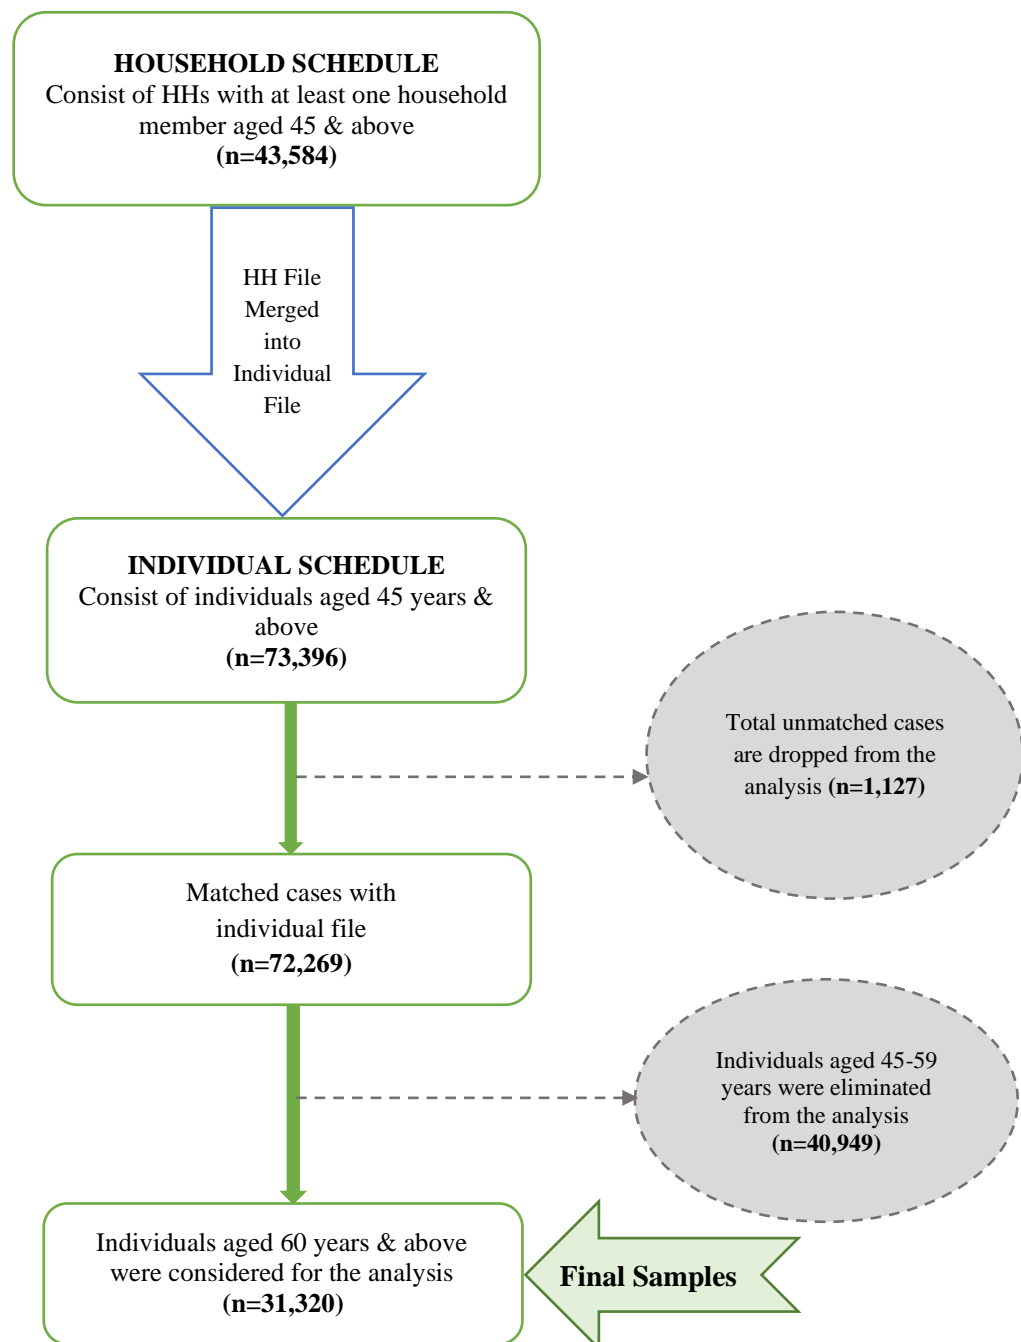 HOUSEHOLD SCHEDULE
Consist of HHs with at least one household
member aged 45 & above
(n=43,584)
HH File
Merged
into
Individual
File
INDIVIDUAL SCHEDULE
Consist of individuals aged 45 years &
above
(n=73,396)
Total unmatched cases
are dropped from the
analysis (n=1,127)
Matched cases with
individual file
(n=72,269)
Individuals aged 45-59
years were eliminated
from the analysis
(n=40,949)
Individuals aged 60 years & above
were considered for the analysis
(n=31,320)
Final Samples